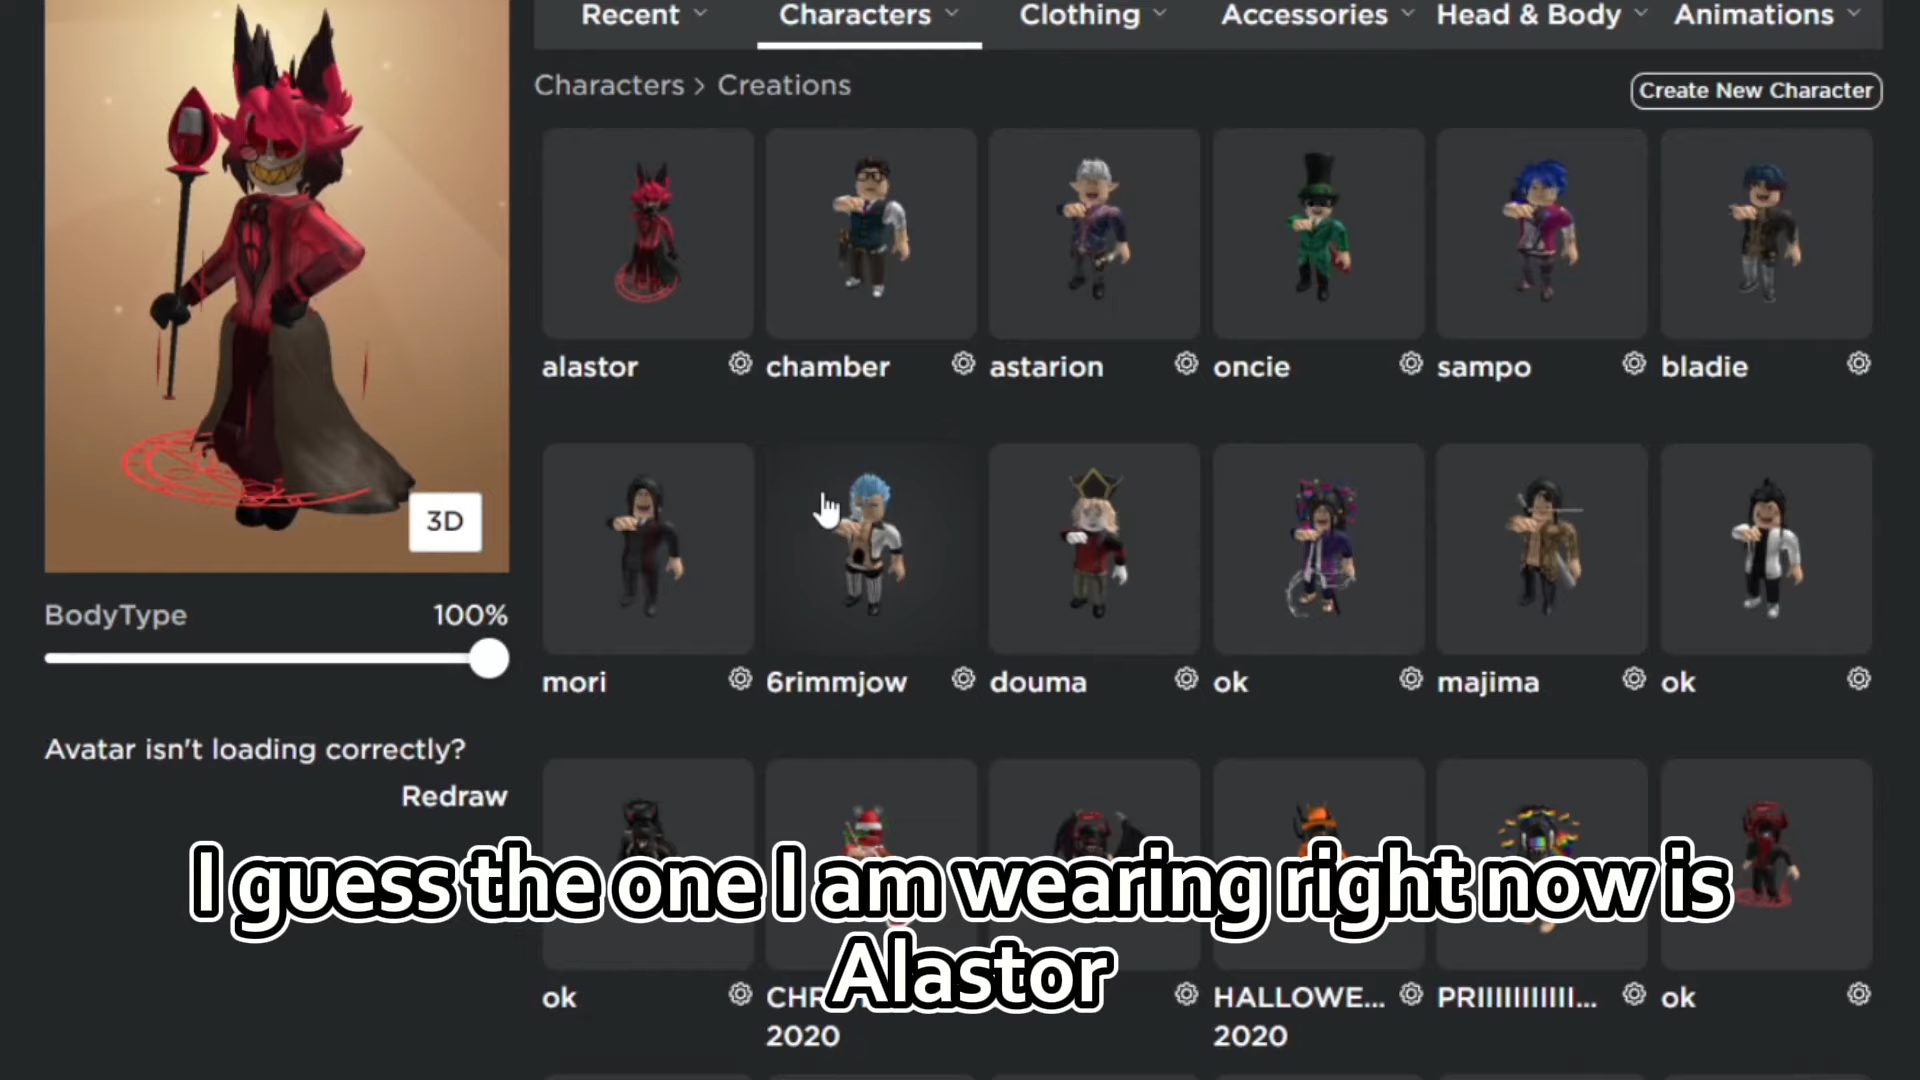 Recent Characters Clothing Accessories Head & Body Animations
Characters > Creations
Create New Character
alastor chamber astarion oncie sampo bladie
3D
BodyType 100%
mori 6rimmjow douma ok majima ok
Avatar isn't loading correctly?
Redraw
I guess the one I am wearing right now is
Alastor
ok HALLOWE... PRIIIIIIIIIII... ok
2020 2020